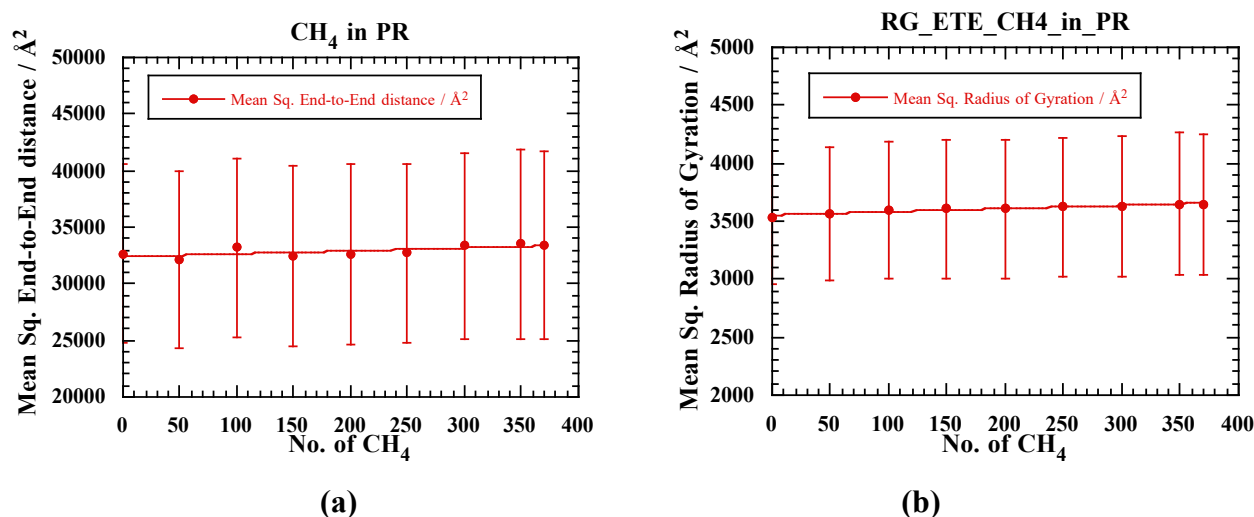 CH₄ in PR
Mean Sq. End-to-End distance / Å²
50000
45000
40000
35000
30000
25000
20000
Mean Sq. End-to-End distance / Å²
0 50 100 150 200 250 300 350 400
No. of CH₄
(a)
RG_ETE_CH4_in_PR
Mean Sq. Radius of Gyration / Å²
5000
4500
4000
3500
3000
2500
2000
Mean Sq. Radius of Gyration / Å²
0 50 100 150 200 250 300 350 400
No. of CH₄
(b)